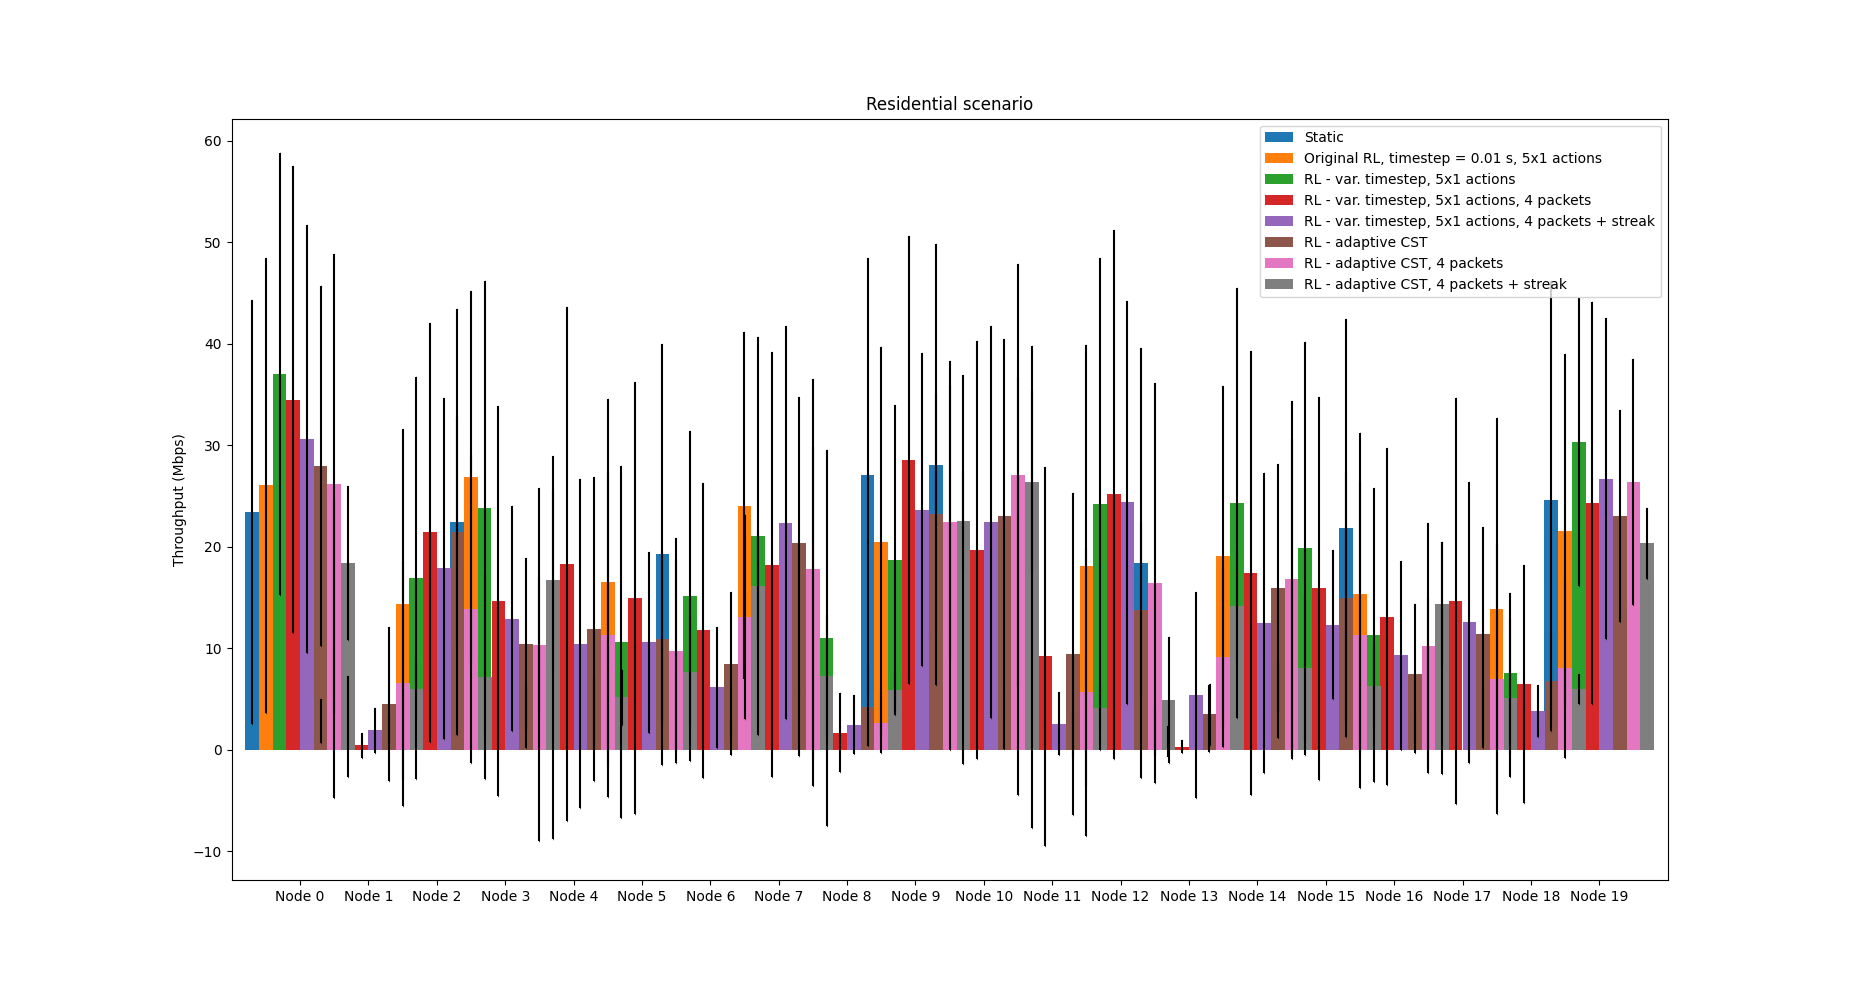 Residential scenario
Throughput (Mbps)
60
50
40
30
20
10
0
−10
Static
Original RL, timestep = 0.01 s, 5x1 actions
RL - var. timestep, 5x1 actions
RL - var. timestep, 5x1 actions, 4 packets
RL - var. timestep, 5x1 actions, 4 packets + streak
RL - adaptive CST
RL - adaptive CST, 4 packets
RL - adaptive CST, 4 packets + streak
Node 0 Node 1 Node 2 Node 3 Node 4 Node 5 Node 6 Node 7 Node 8 Node 9 Node 10 Node 11 Node 12 Node 13 Node 14 Node 15 Node 16 Node 17 Node 18 Node 19